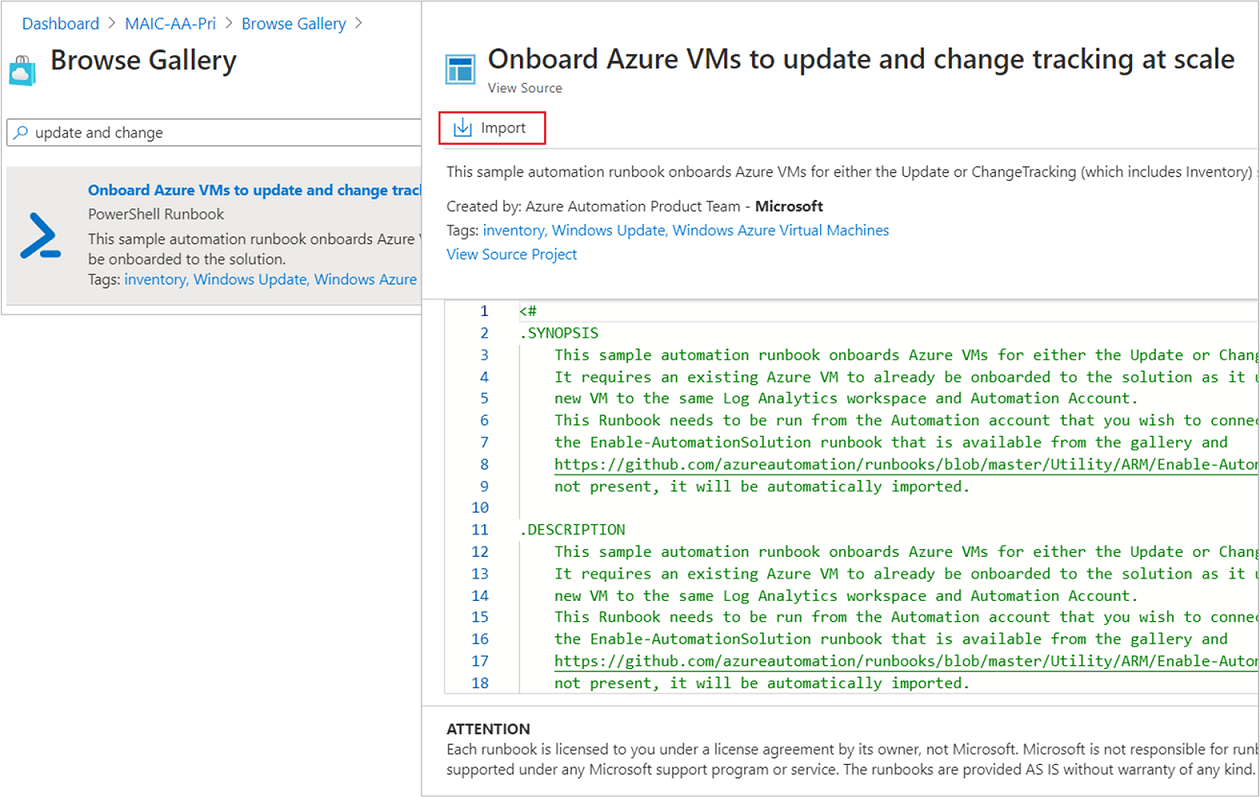 Dashboard > MAIC-AA-Pri > Browse Gallery >
Browse Gallery
update and change
Onboard Azure VMs to update and change
PowerShell Runbook
This sample automation runbook onboards Azure
be onboarded to the solution.
Tags: inventory, Windows Update, Windows Azure
Onboard Azure VMs to update and change tracking at scale
View Source
Import
This sample automation runbook onboards Azure VMs for either the Update or ChangeTracking (which includes Inventory)
Created by: Azure Automation Product Team - Microsoft
Tags: inventory, Windows Update, Windows Azure Virtual Machines
View Source Project
1 <#
2 .SYNOPSIS
3 This sample automation runbook onboards Azure VMs for either the Update or
4 It requires an existing Azure VM to already be onboarded to the solution as it
5 new VM to the same Log Analytics workspace and Automation Account.
6 This Runbook needs to be run from the Automation account that you wish to
7 the Enable-AutomationSolution runbook that is available from the gallery and
8 https://github.com/azureautomation/runbooks/blob/master/Utility/ARM/Enable-Auto
9 not present, it will be automatically imported.
10
11 .DESCRIPTION
12 This sample automation runbook onboards Azure VMs for either the Update or
13 It requires an existing Azure VM to already be onboarded to the solution as it
14 new VM to the same Log Analytics workspace and Automation Account.
15 This Runbook needs to be run from the Automation account that you wish to
16 the Enable-AutomationSolution runbook that is available from the gallery and
17 https://github.com/azureautomation/runbooks/blob/master/Utility/ARM/Enable-Auto
18 not present, it will be automatically imported.
ATTENTION
Each runbook is licensed to you under a license agreement by its owner, not Microsoft. Microsoft is not responsible for
supported under any Microsoft support program or service. The runbooks are provided AS IS without warranty of any kind.